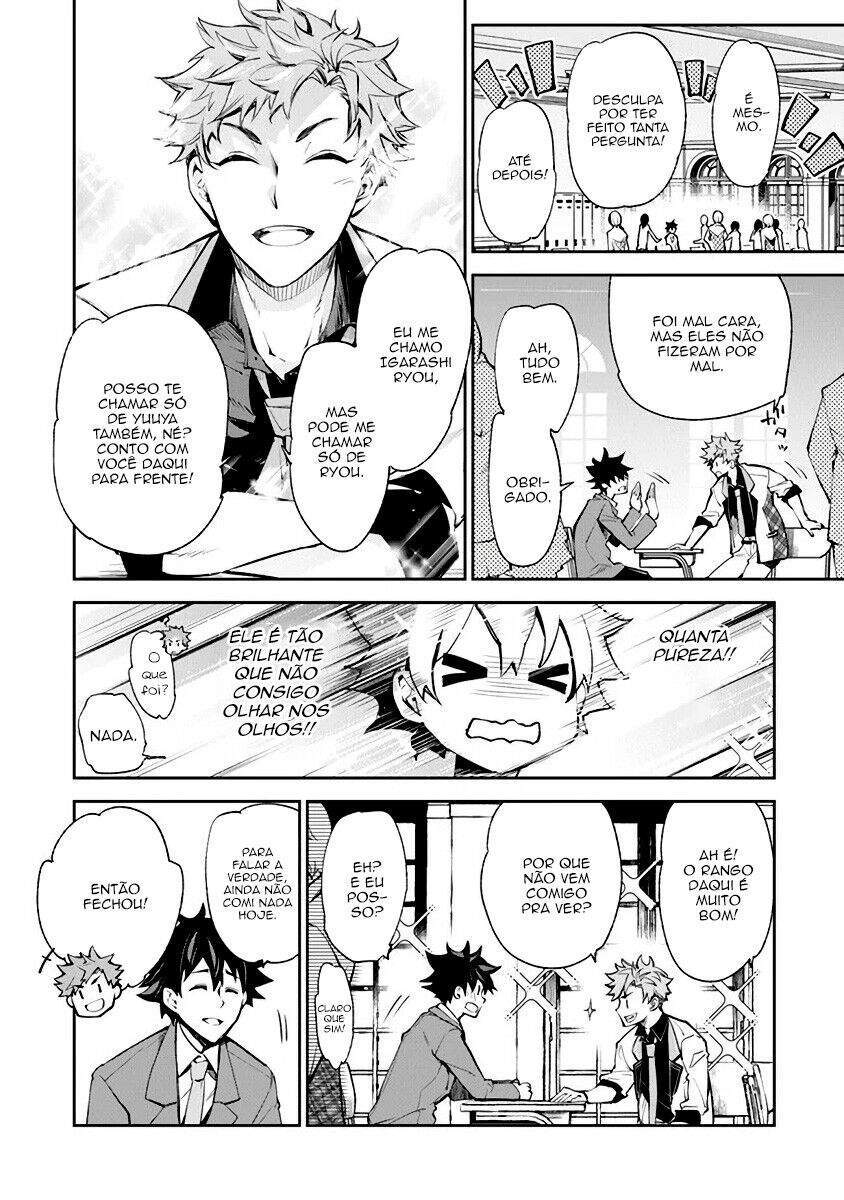 É
MES-
MO.
DESCULPA
POR TER
FEITO TANTA
PERGUNTA!
ATÉ
DEPOIS!
FOI MAL CARA,
MAS ELES NÃO
FIZERAM POR
MAL.
AH,
TUDO
BEM.
OBRI-
GADO.
EU ME
CHAMO
IGARASHI
RYOU,
MAS
PODE ME
CHAMAR
SÓ DE
RYOU.
POSSO TE
CHAMAR SÓ
DE YUUYA
TAMBÉM, NÉ?
CONTO COM
VOCÊ DAQUI
PARA FRENTE!
QUANTA
PUREZA!!
ELE É TÃO
BRILHANTE
QUE NÃO
CONSIGO
OLHAR NOS
OLHOS!!
O
que
foi?
NADA.
AH É!
O RANGO
DAQUI É
MUITO
BOM!
POR QUE
NÃO VEM
COMIGO
PRA VER?
EH?
E EU
POS-
SO?
CLARO
QUE
SIM!
PARA
FALAR A
VERDADE,
AINDA NÃO
COMI NADA
HOJE.
ENTÃO
FECHOU!